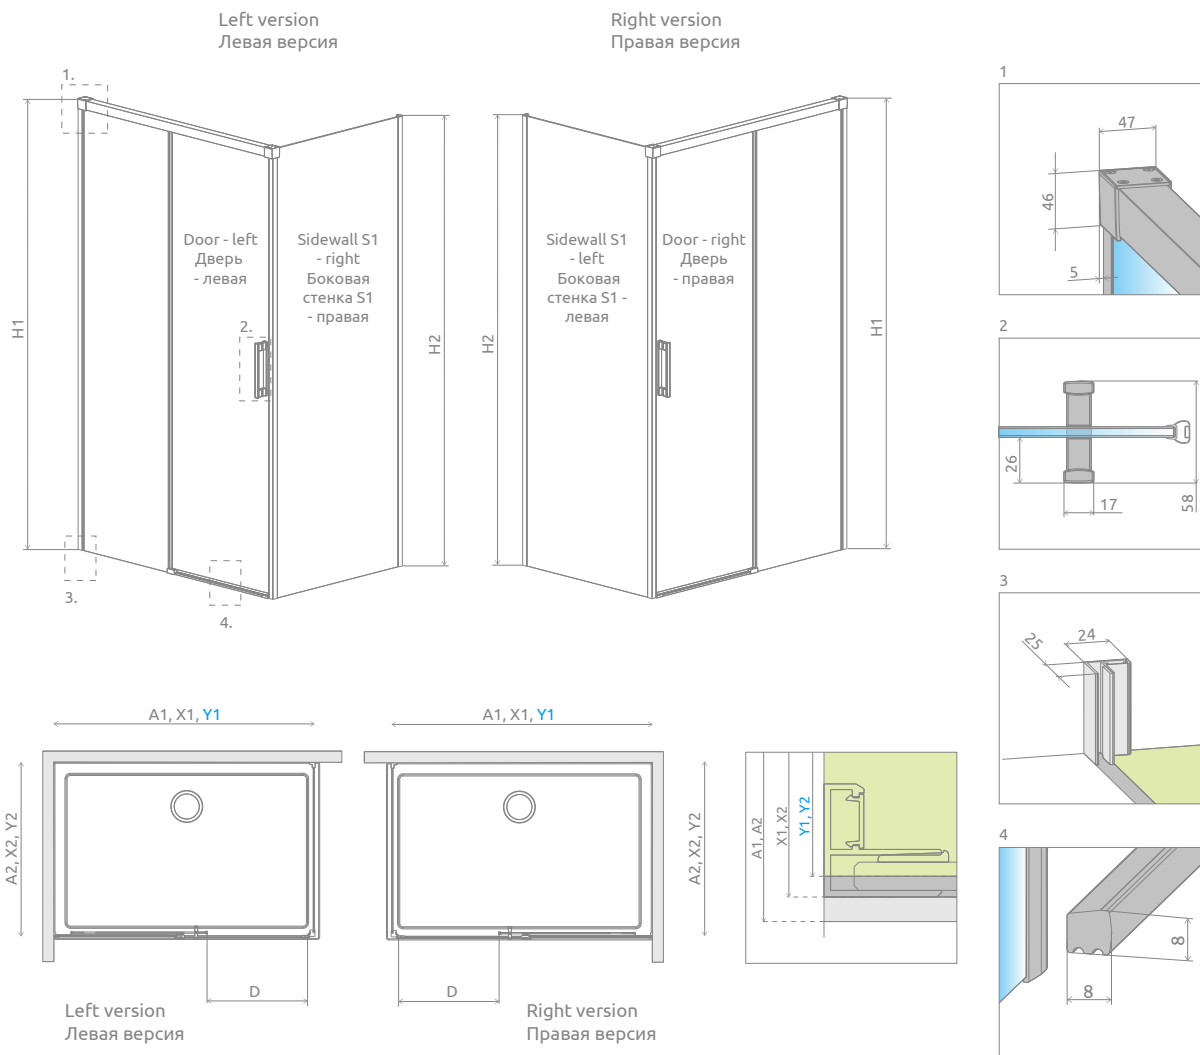 Left version
Левая версия
Right version
Правая версия
1.
H1
Door - left
Дверь
- левая
Sidewall S1
- right
Боковая
стенка S1
- правая
2.
H2
3.
4.
H2
Sidewall S1
- left
Боковая
стенка S1 -
левая
Door - right
Дверь
- правая
H1
1
47
46
5
2
26
17
58
3
25
24
4
8
8
A1, X1, Y1
A2, X2, Y2
D
Left version
Левая версия
A1, X1, Y1
A2, X2, Y2
D
Right version
Правая версия
A1, A2
X1, X2
Y1, Y2